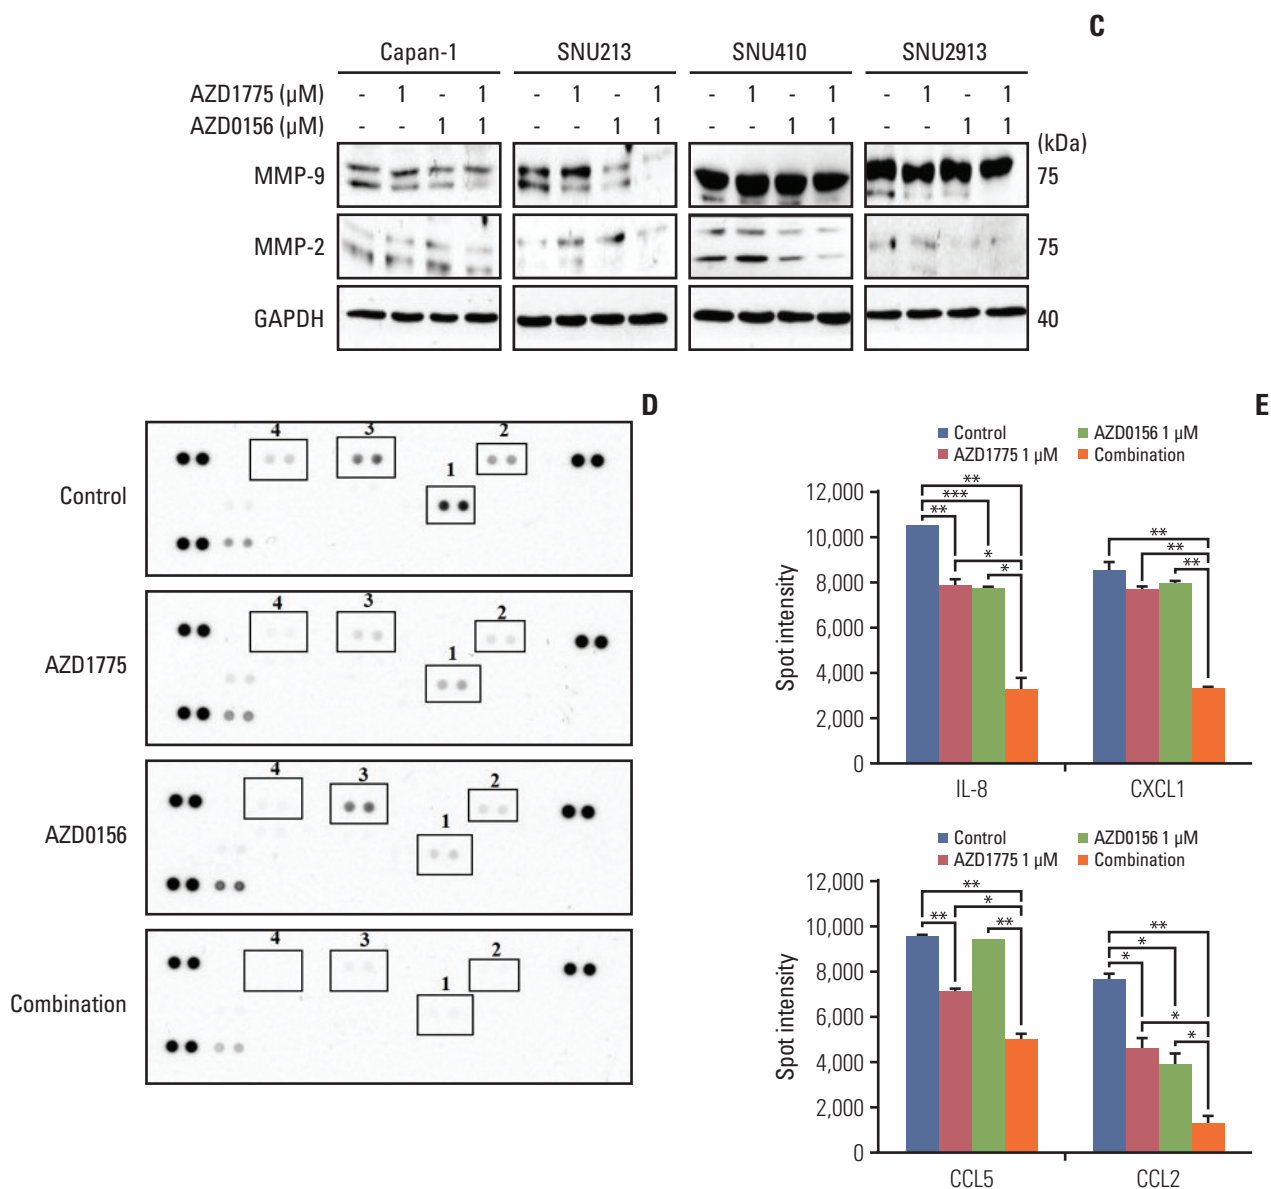 C
Capan-1 SNU213 SNU410 SNU2913
AZD1775 (µM) - 1 - 1 - 1 - 1 - 1 - 1 - 1 - 1
AZD0156 (µM) - - 1 1 - - 1 1 - - 1 1 - - 1 1
(kDa)
MMP-9 75
MMP-2 75
GAPDH 40
D
4 3 2
1
Control
4 3 2
1
AZD1775
4 3 2
1
AZD0156
4 3 2
1
Combination
E
Control AZD0156 1 µM
AZD1775 1 µM Combination
Spot intensity
12,000
10,000
8,000
6,000
4,000
2,000
0
** *** ** * *
** ** **
IL-8 CXCL1
Control AZD0156 1 µM
AZD1775 1 µM Combination
Spot intensity
12,000
10,000
8,000
6,000
4,000
2,000
0
** * ** **
** * * * *
CCL5 CCL2